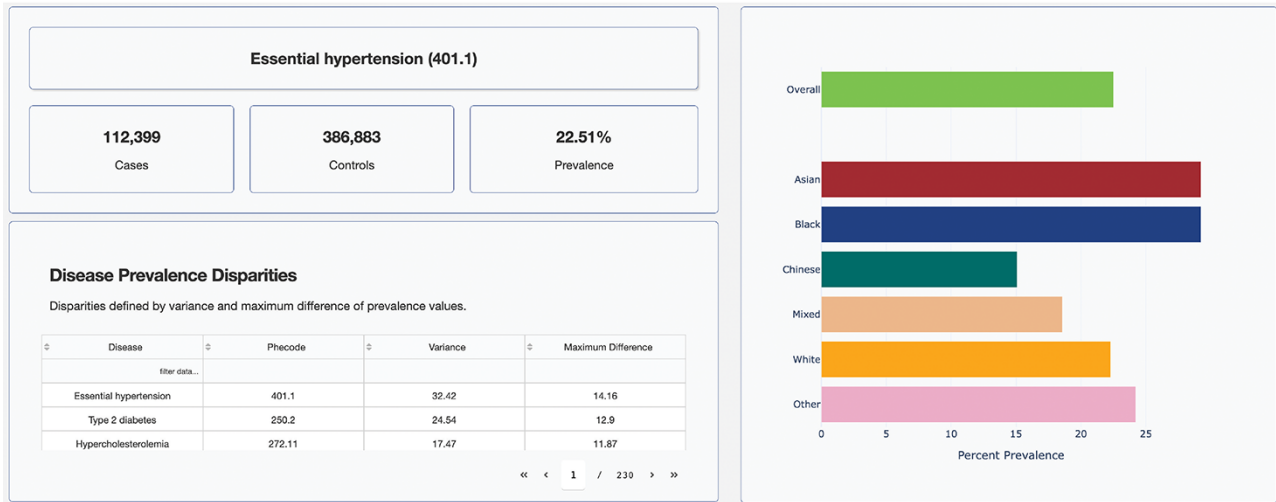 Essential hypertension (401.1)
112,399
Cases
386,883
Controls
22.51%
Prevalence
Disease Prevalence Disparities
Disparities defined by variance and maximum difference of prevalence values.
Disease Phecode Variance Maximum Difference
filter data...
Essential hypertension 401.1 32.42 14.16
Type 2 diabetes 250.2 24.54 12.9
Hypercholesterolemia 272.11 17.47 11.87
« ‹ 1 / 230 › »
Overall
Asian
Black
Chinese
Mixed
White
Other
0 5 10 15 20 25
Percent Prevalence